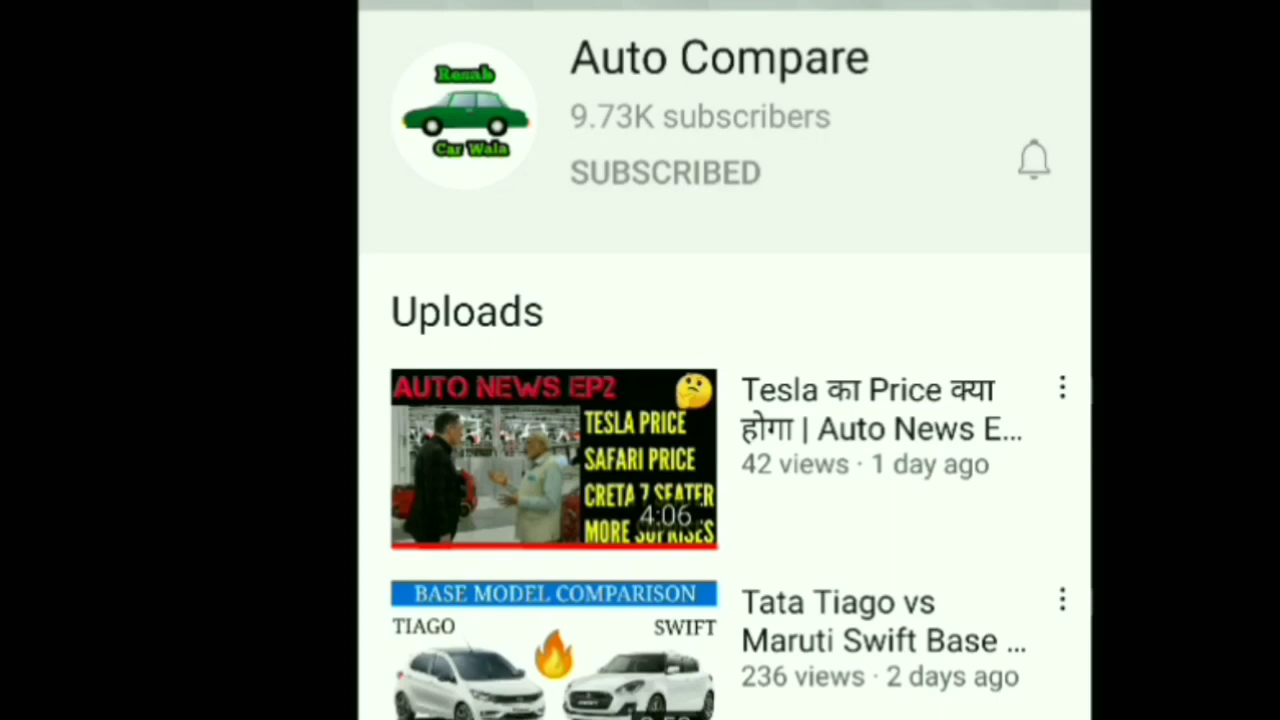 Auto Compare
Resab
Car Wala
9.73K subscribers
SUBSCRIBED
Uploads
AUTO NEWS EP2
TESLA PRICE
SAFARI PRICE
CRETA 7 SEATER
4:06
MORE SUPRISES
Tesla का Price क्या
होगा | Auto News E...
42 views · 1 day ago
BASE MODEL COMPARISON
TIAGO
SWIFT
Tata Tiago vs
Maruti Swift Base ...
236 views · 2 days ago